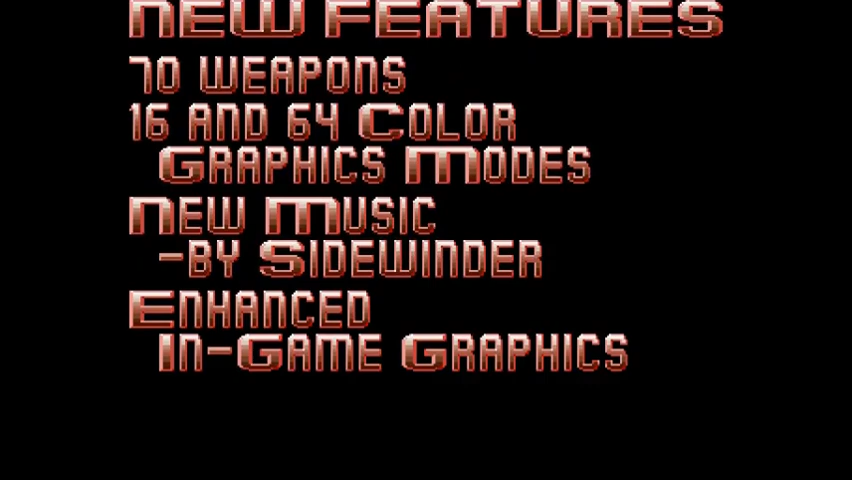 NEW FEATURES
70 WEAPONS
16 AND 64 COLOR
GRAPHICS MODES
NEW MUSIC
-BY SIDEWINDER
ENHANCED
IN-GAME GRAPHICS